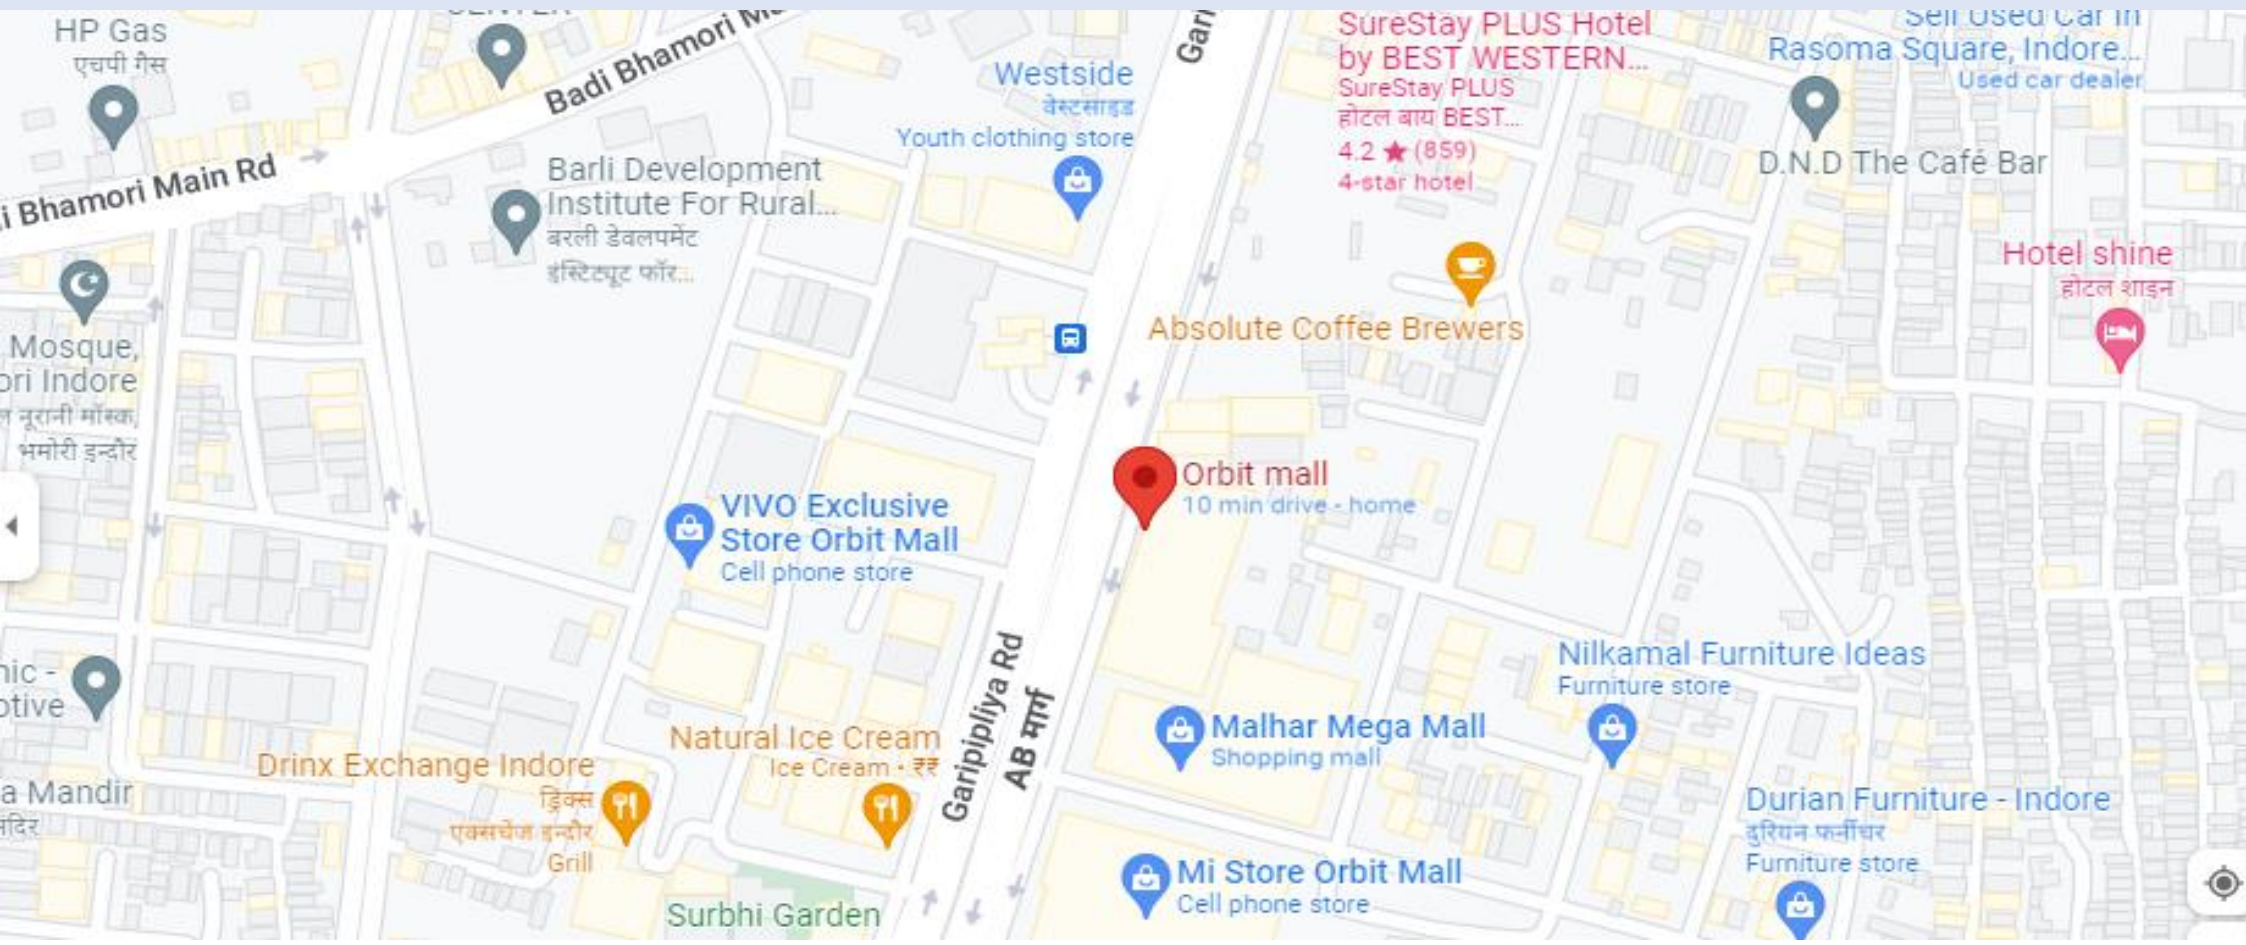 HP Gas
एचपी गैस
CENTER
Badi Bhamori
Bhamori Main Rd
Westside
वेस्टसाइड
Youth clothing store
SureStay PLUS Hotel
by BEST WESTERN...
SureStay PLUS
होटल बाय BEST...
4.2 ★ (859)
4-star hotel
Sell Used Car In
Rasoma Square, Indore...
Used car dealer
D.N.D The Café Bar
Barli Development
Institute For Rural...
बरली डेवलपमेंट
इंस्टिट्यूट फॉर...
Hotel shine
होटल शाइन
Absolute Coffee Brewers
Mosque,
ori Indore
नूरानी मॉस्क,
भमोरी इन्दौर
Orbit mall
10 min drive - home
VIVO Exclusive
Store Orbit Mall
Cell phone store
Garipipliya Rd
AB मार्ग
Nilkamal Furniture Ideas
Furniture store
nic -
otive
Natural Ice Cream
Ice Cream · ₹₹
Malhar Mega Mall
Shopping mall
Drinx Exchange Indore
ड्रिंक्स
एक्सचेंज इन्दौर
Grill
a Mandir
मंदिर
Durian Furniture - Indore
दुरियन फर्नीचर
Furniture store
Mi Store Orbit Mall
Cell phone store
Surbhi Garden